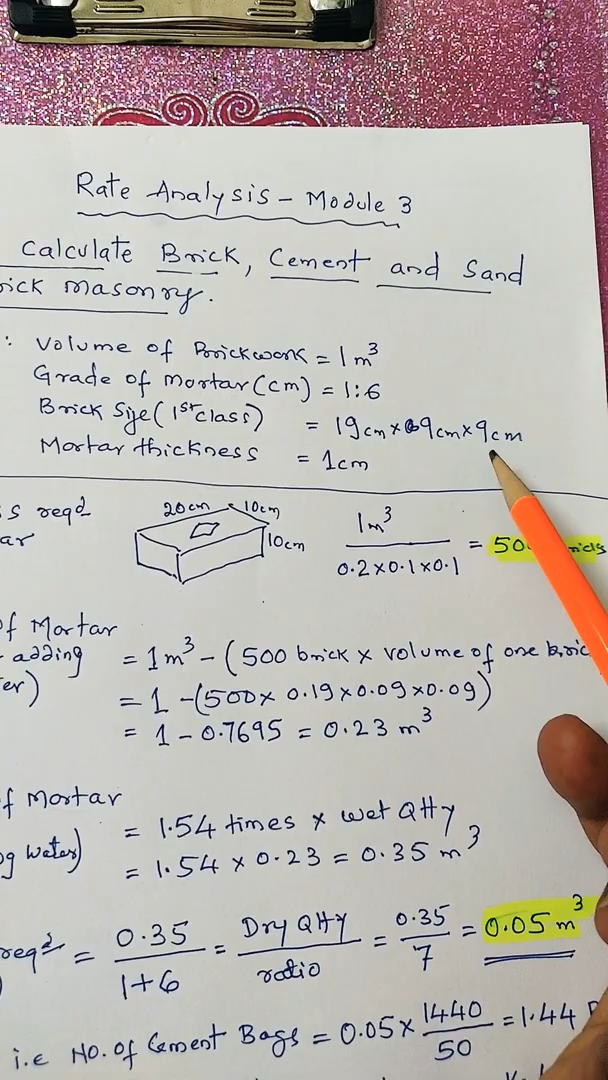 Rate Analysis - Module 3
Calculate Brick, Cement and Sand
ick masonry.
: Volume of Brickwork = 1m³
Grade of mortar (cm) = 1:6
Brick Size (1st class) = 19cm x 9cm x 9cm
Mortar thickness = 1cm
s reqd
ar
20cm 10cm
10cm
1m³ / 0.2x0.1x0.1 = 50
of Mortar
adding = 1m³ - (500 brick x volume of one bric
er) = 1 - (500x 0.19x0.09x0.09)
= 1 - 0.7695 = 0.23 m³
of Mortar
= 1.54 times x wet Qty
g water) = 1.54 x 0.23 = 0.35 m³
reqd = 0.35 / 1+6 = Dry Qty / ratio = 0.35 / 7 = 0.05 m³
i.e No. of Cement Bags = 0.05 x 1440 / 50 = 1.44